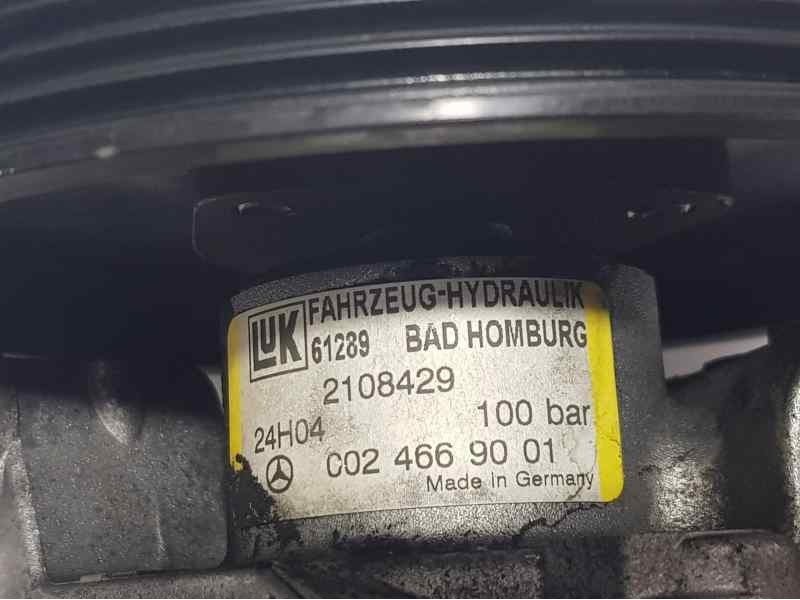 LUK FAHRZEUG-HYDRAULIK
61289 BAD HOMBURG
2108429
24H04 100 bar
C02 466 90 01
Made in Germany